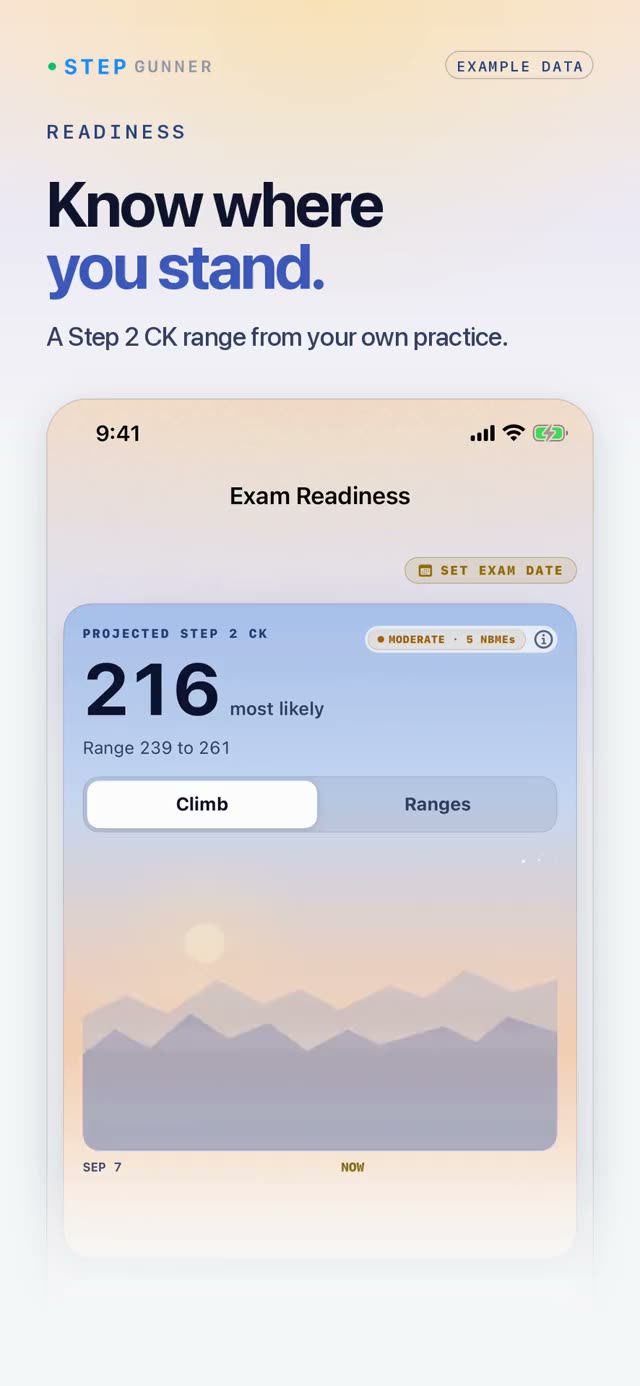 STEP GUNNER
EXAMPLE DATA
READINESS
Know where
you stand.
A Step 2 CK range from your own practice.
9:41
Exam Readiness
SET EXAM DATE
PROJECTED STEP 2 CK
MODERATE · 5 NBMEs
216 most likely
Range 239 to 261
Climb
Ranges
SEP 7
NOW